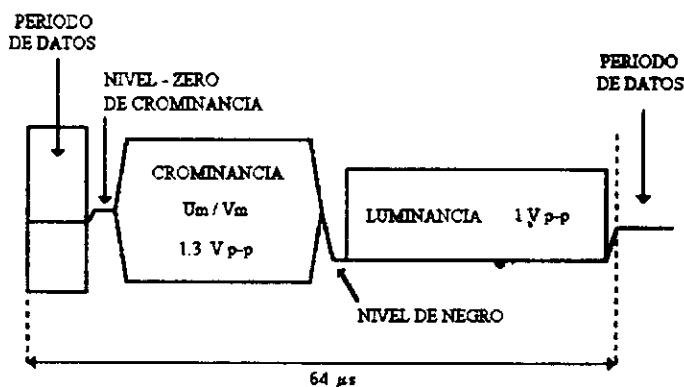 PERIODO
DE DATOS
NIVEL - ZERO
DE CROMINANCIA
PERIODO
DE DATOS
CROMINANCIA
Um / Vm
1.3 V p-p
LUMINANCIA 1 V p-p
NIVEL DE NEGRO
64 µs